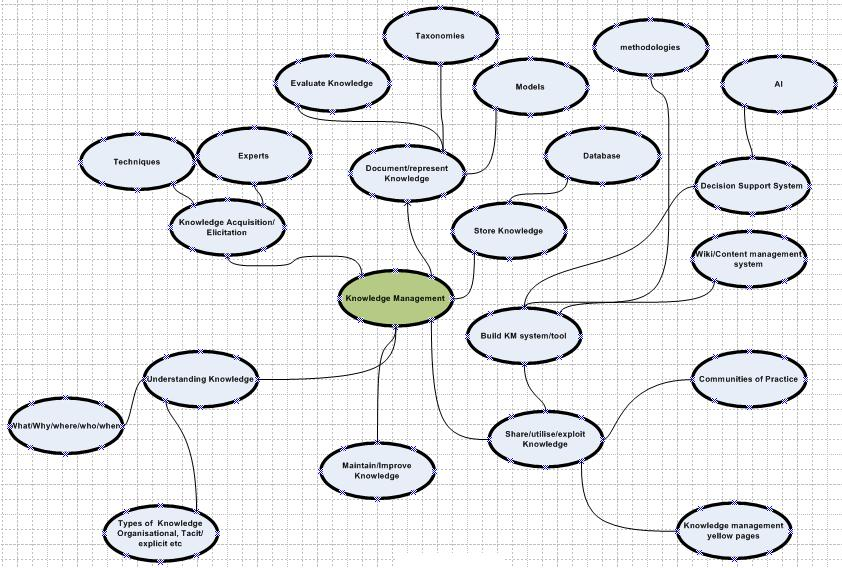 Taxonomies
methodologies
Evaluate Knowledge
Models
AI
Techniques
Experts
Document/represent
Knowledge
Database
Decision Support System
Knowledge Acquisition/
Elicitation
Store Knowledge
Wiki/Content management
system
Knowledge Management
Build KM system/tool
Understanding Knowledge
Communities of Practice
What/Why/where/who/when
Share/utilise/exploit
Knowledge
Maintain/Improve
Knowledge
Types of Knowledge
Organisational, Tacit/
explicit etc
Knowledge management
yellow pages